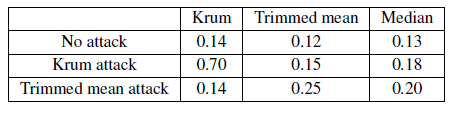 Krum Trimmed mean Median
No attack 0.14 0.12 0.13
Krum attack 0.70 0.15 0.18
Trimmed mean attack 0.14 0.25 0.20